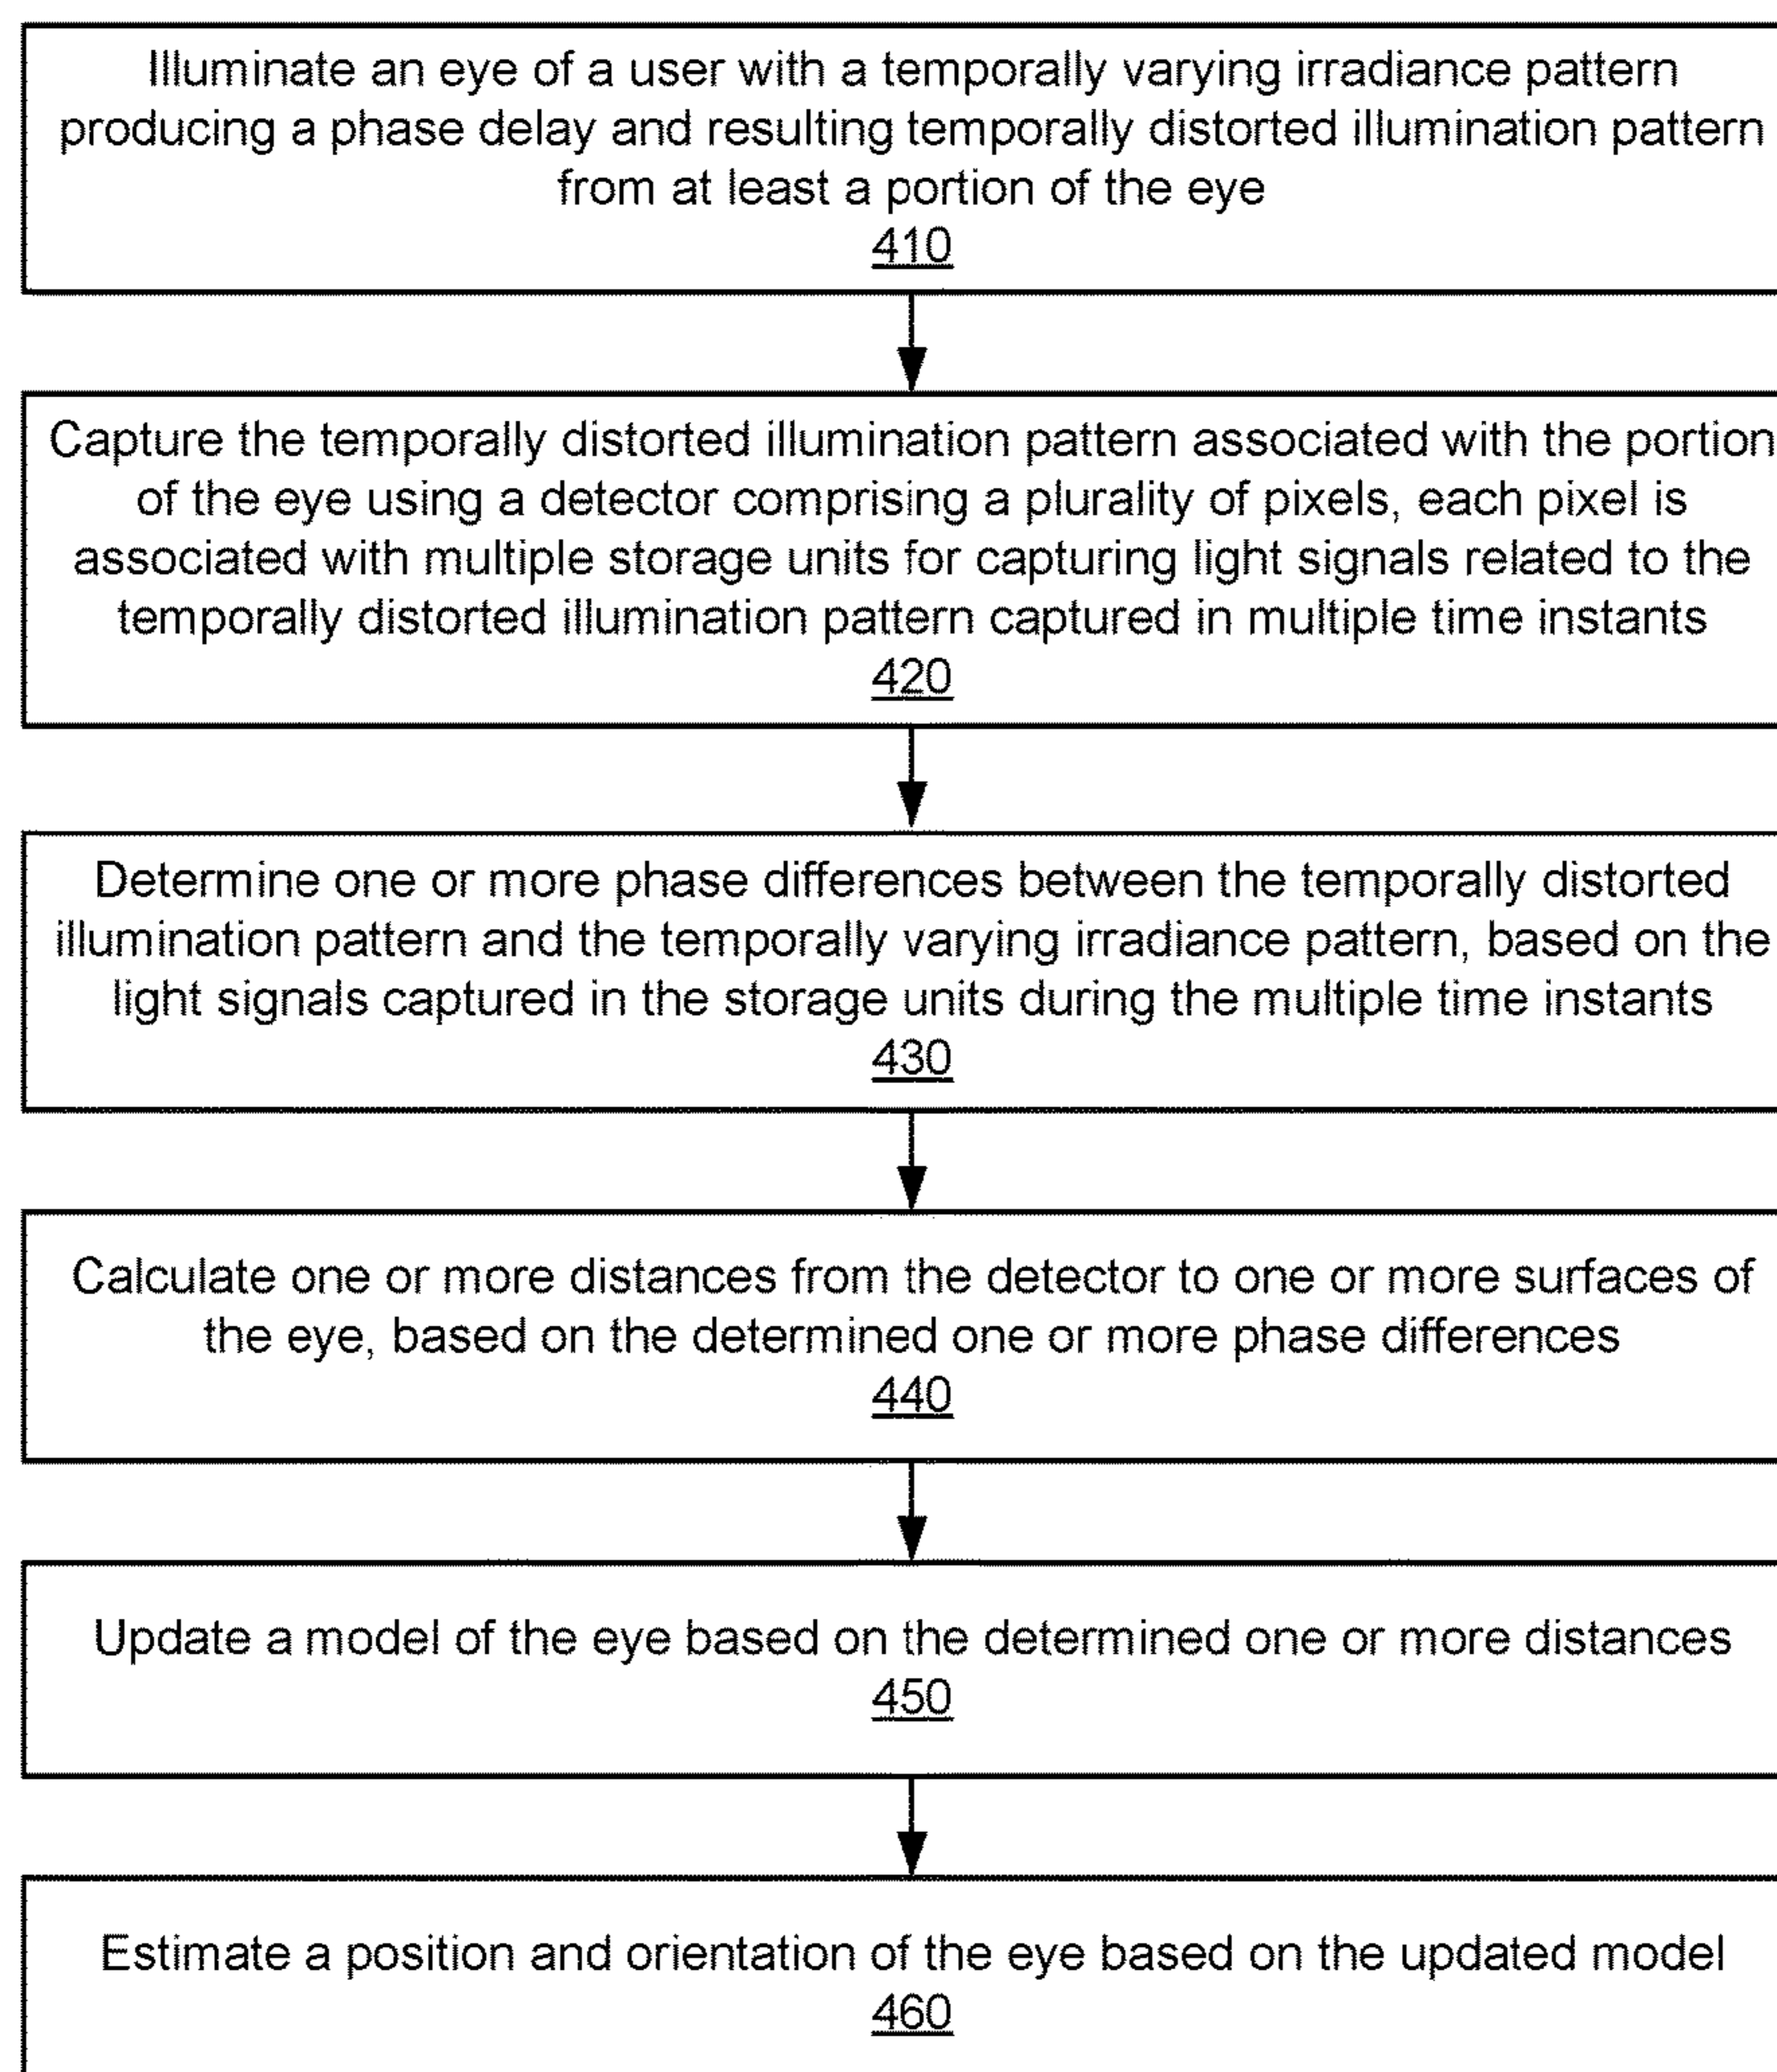 Illuminate an eye of a user with a temporally varying irradiance pattern
producing a phase delay and resulting temporally distorted illumination pattern
from at least a portion of the eye
410
Capture the temporally distorted illumination pattern associated with the portion
of the eye using a detector comprising a plurality of pixels, each pixel is
associated with multiple storage units for capturing light signals related to the
temporally distorted illumination pattern captured in multiple time instants
420
Determine one or more phase differences between the temporally distorted
illumination pattern and the temporally varying irradiance pattern, based on the
light signals captured in the storage units during the multiple time instants
430
Calculate one or more distances from the detector to one or more surfaces of
the eye, based on the determined one or more phase differences
440
Update a model of the eye based on the determined one or more distances
450
Estimate a position and orientation of the eye based on the updated model
460